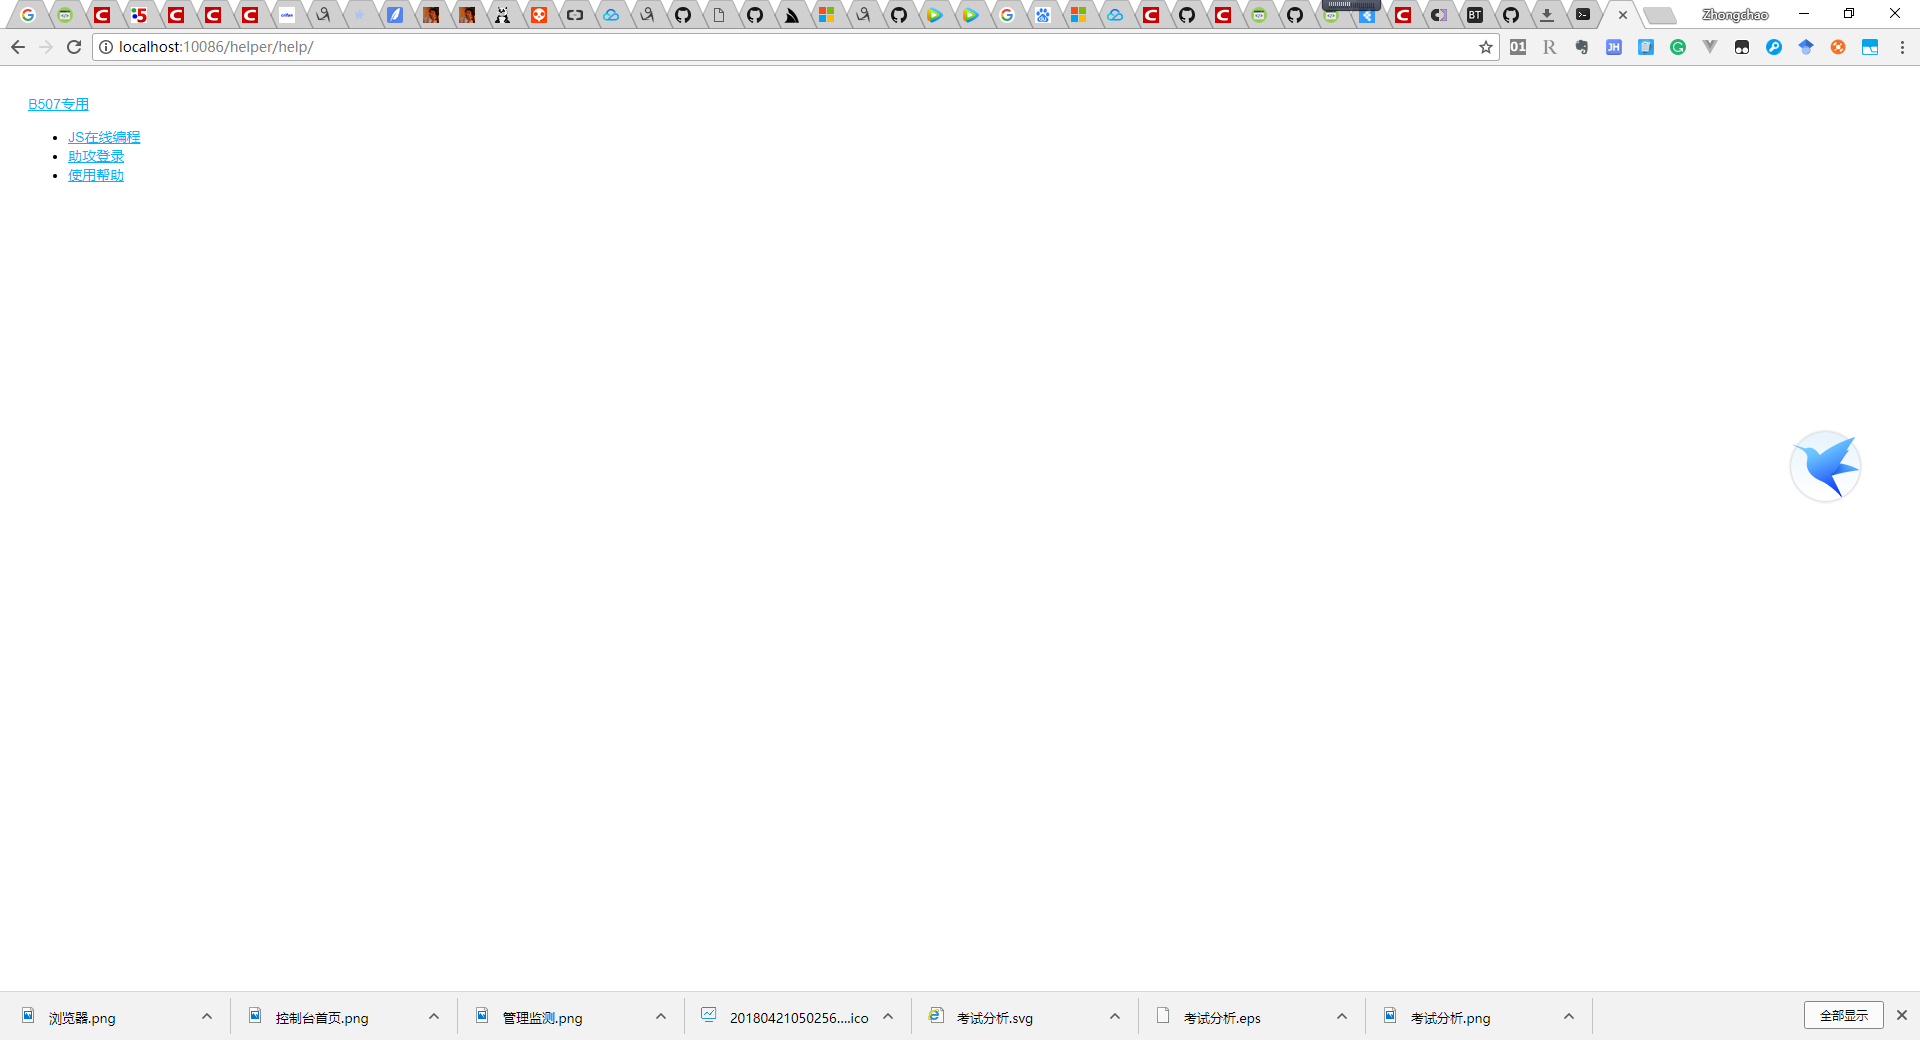 Zhongchao
localhost:10086/helper/help/
01 R JH
B507专用
JS在线编程
助攻登录
使用帮助
浏览器.png
控制台首页.png
管理监测.png
20180421050256....ico
考试分析.svg
考试分析.eps
考试分析.png
全部显示